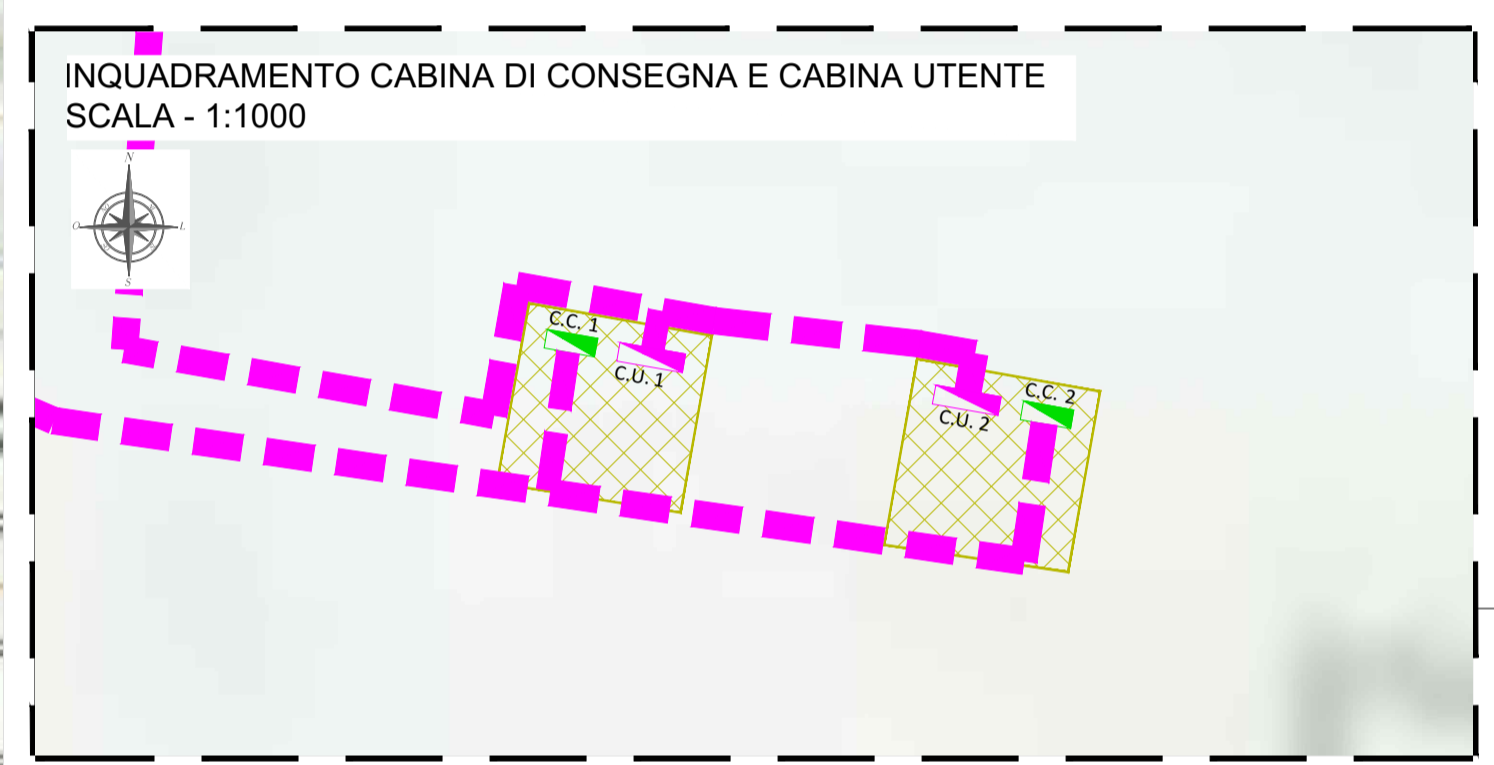 INQUADRAMENTO CABINA DI CONSEGNA E CABINA UTENTE
SCALA - 1:1000
N
O L
S
C.C. 1
C.U. 1
C.C. 2
C.U. 2